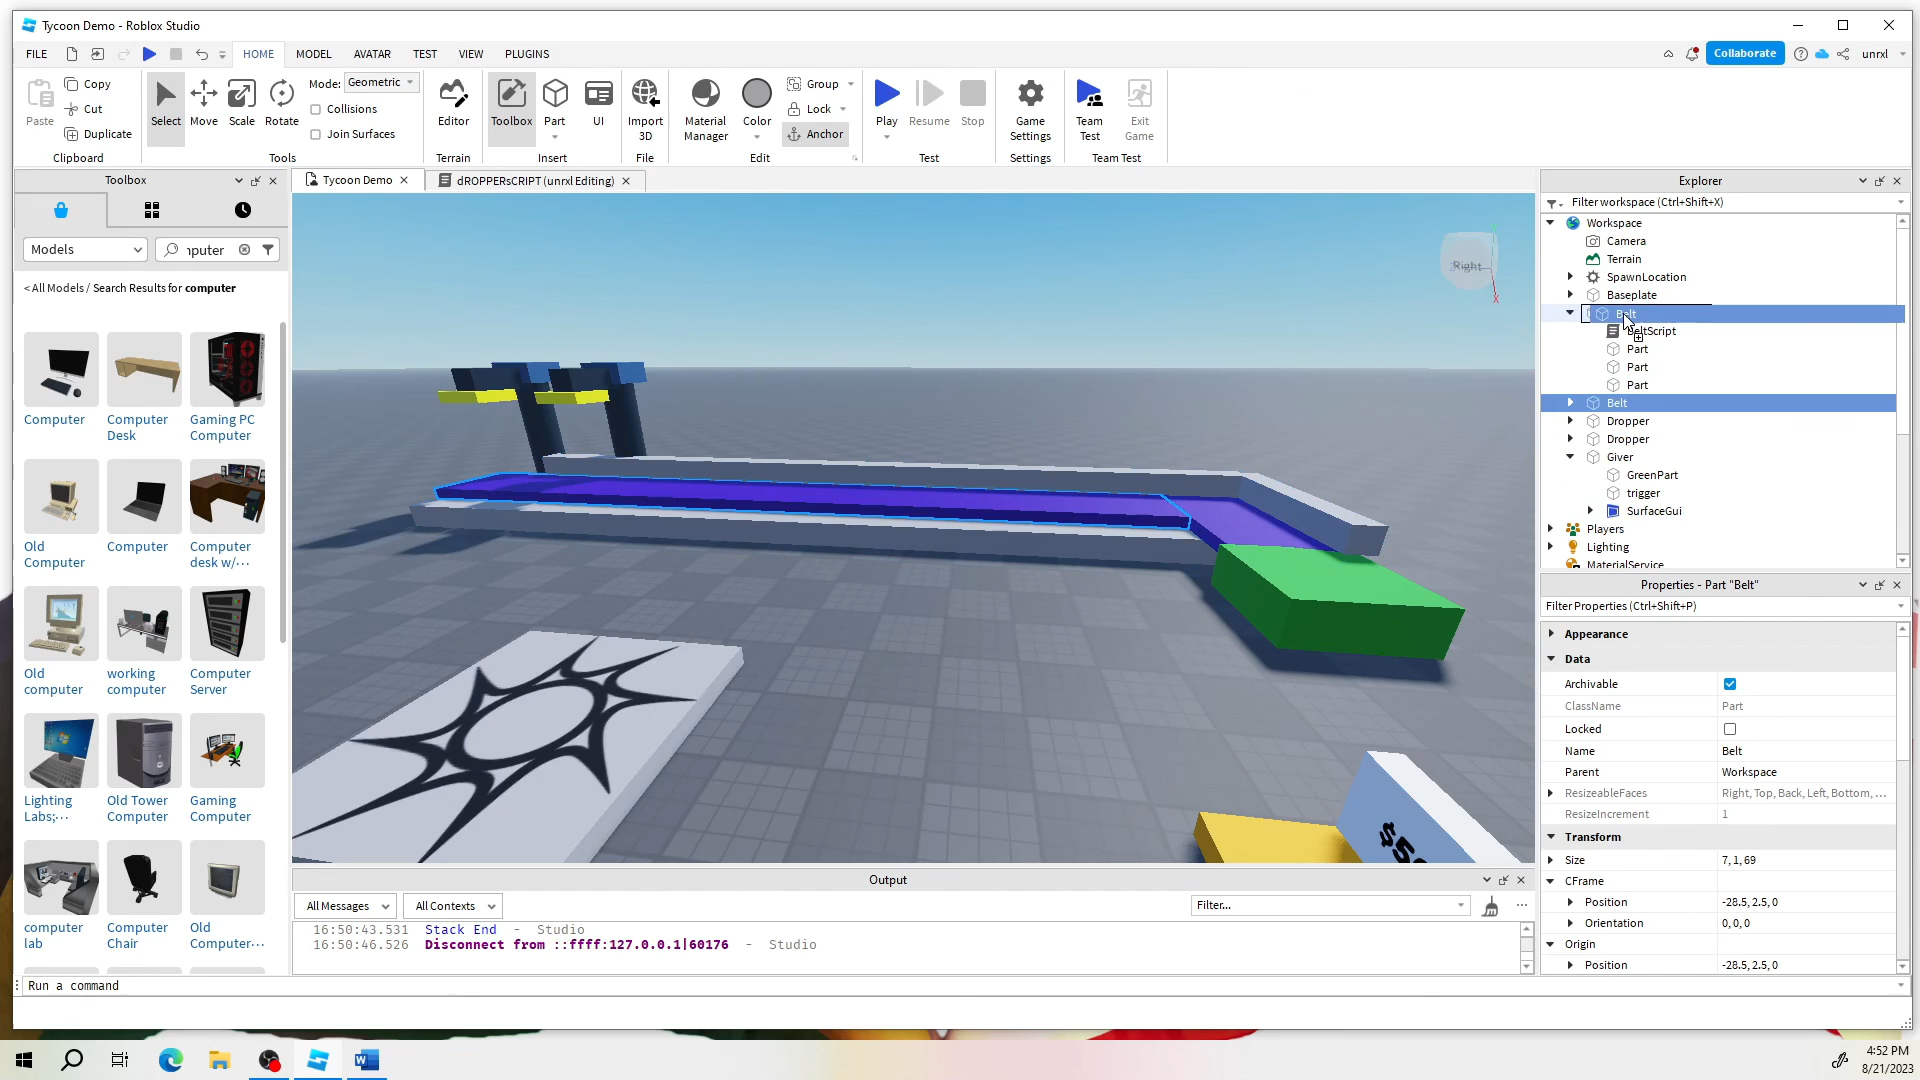 Tycoon Demo - Roblox Studio
FILE
HOME
MODEL
AVATAR
TEST
VIEW
PLUGINS
Collaborate
unrxl
Paste
Copy
Cut
Duplicate
Clipboard
Select
Move
Scale
Rotate
Mode:
Geometric
Collisions
Join Surfaces
Tools
Editor
Terrain
Toolbox
Part
UI
Insert
Import
3D
File
Material
Manager
Color
Group
Lock
Anchor
Edit
Play
Resume
Stop
Test
Game
Settings
Settings
Team
Test
Exit
Game
Team Test
Toolbox
Models
nputer
< All Models / Search Results for computer
Computer
Computer
Desk
Gaming PC
Computer
Old
Computer
Computer
Computer
desk w/···
Old
computer
working
computer
Computer
Server
Lighting
Labs;···
Old Tower
Computer
Gaming
Computer
computer
lab
Computer
Chair
Old
Computer···
Tycoon Demo
dROPPERsCRIPT (unrxl Editing)
Right
Output
All Messages
All Contexts
Filter...
16:50:43.531 Stack End - Studio
16:50:46.526 Disconnect from ::ffff:127.0.0.1|60176 - Studio
Run a command
Explorer
Filter workspace (Ctrl+Shift+X)
Workspace
Camera
Terrain
SpawnLocation
Baseplate
Belt
BeltScript
Part
Part
Part
Belt
Dropper
Dropper
Giver
GreenPart
trigger
SurfaceGui
Players
Lighting
MaterialService
Properties - Part "Belt"
Filter Properties (Ctrl+Shift+P)
Appearance
Data
Archivable
ClassName Part
Locked
Name Belt
Parent Workspace
ResizeableFaces Right, Top, Back, Left, Bottom, ...
ResizeIncrement 1
Transform
Size 7, 1, 69
CFrame
Position -28.5, 2.5, 0
Orientation 0, 0, 0
Origin
Position -28.5, 2.5, 0
4:52 PM
8/21/2023